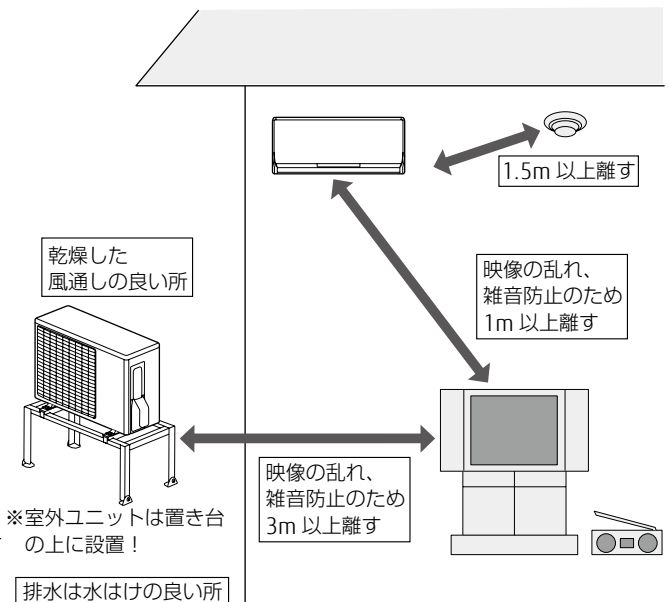 1.5m 以上離す
乾燥した
風通しの良い所
映像の乱れ、
雑音防止のため
1m 以上離す
映像の乱れ、
雑音防止のため
3m 以上離す
※室外ユニットは置き台
の上に設置！
排水は水はけの良い所